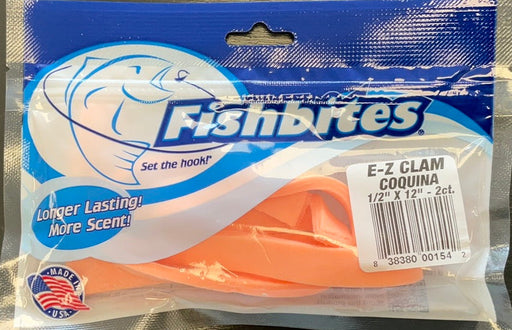 Fishbites®
Set the hook!
Longer Lasting!
More Scent!
E-Z CLAM
COQUINA
1/2" X 12" - 2ct.
8 38380 00154 2
MADE IN
U.S.A.